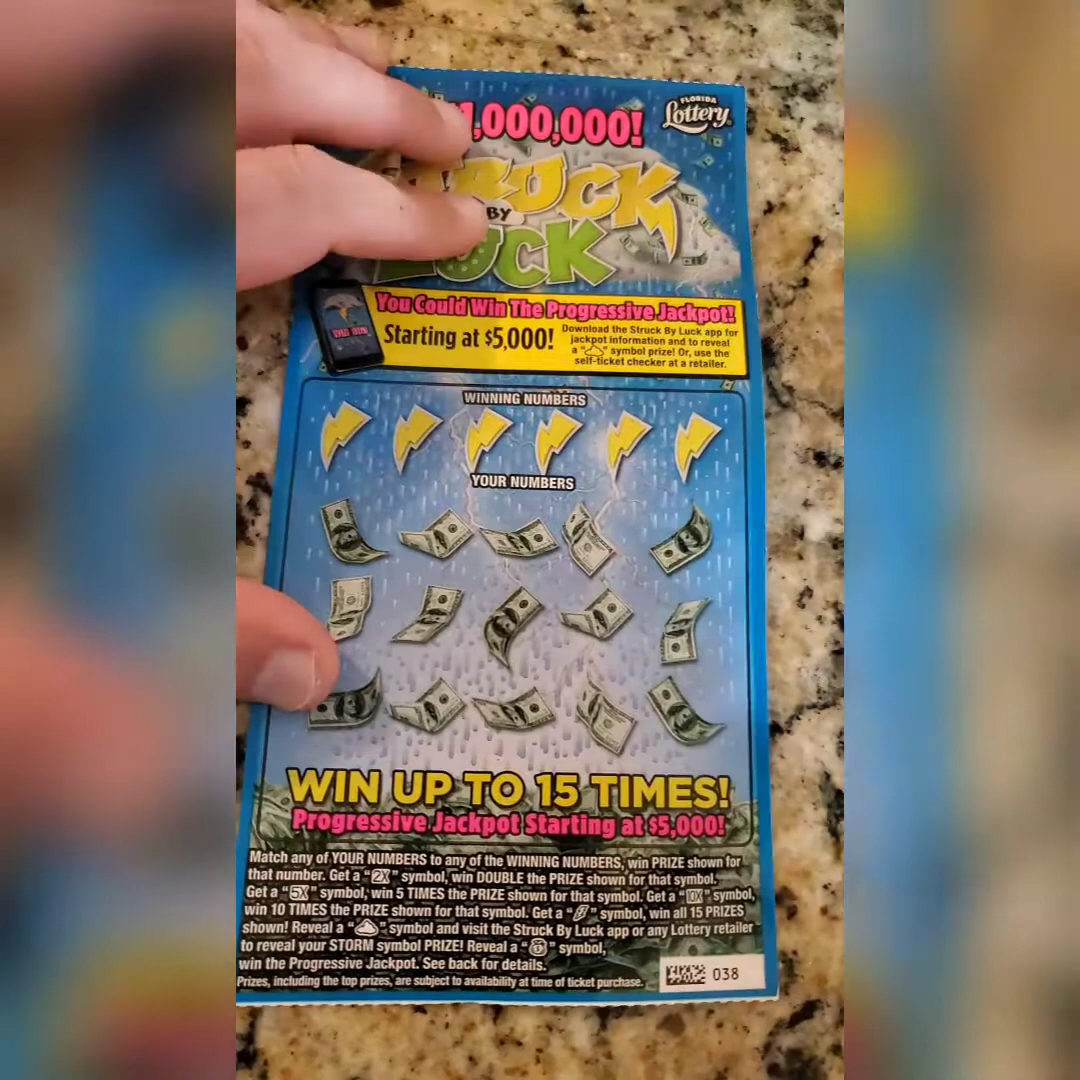 1,000,000!
FLORIDA
Lottery
BY
You Could Win The Progressive Jackpot!
Starting at $5,000!
Download the Struck By Luck app for
jackpot information and to reveal
a " " symbol prize! Or, use the
self-ticket checker at a retailer.
WINNING NUMBERS
YOUR NUMBERS
WIN UP TO 15 TIMES!
Progressive Jackpot Starting at $5,000!
Match any of YOUR NUMBERS to any of the WINNING NUMBERS, win PRIZE shown for
that number. Get a "2X" symbol, win DOUBLE the PRIZE shown for that symbol.
Get a "5X" symbol, win 5 TIMES the PRIZE shown for that symbol. Get a "10X" symbol,
win 10 TIMES the PRIZE shown for that symbol. Get a " " symbol, win all 15 PRIZES
shown! Reveal a " " symbol and visit the Struck By Luck app or any Lottery retailer
to reveal your STORM symbol PRIZE! Reveal a " " symbol,
win the Progressive Jackpot. See back for details.
Prizes, including the top prizes, are subject to availability at time of ticket purchase.
038